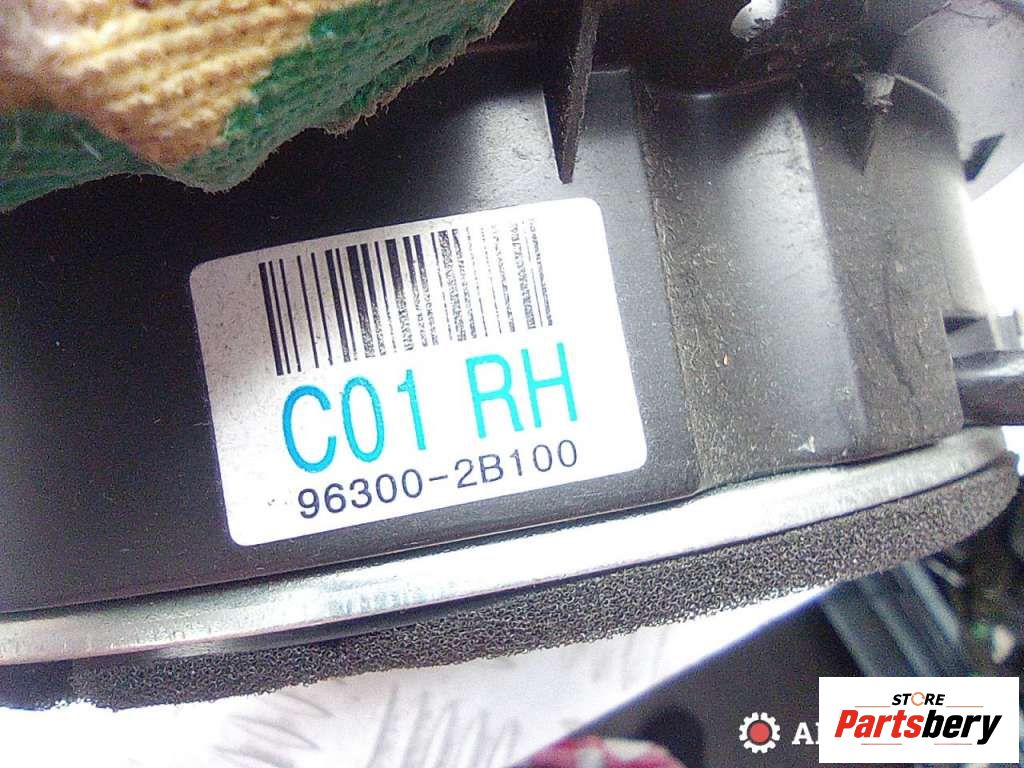 C01 RH
96300-2B100
STORE
Partsbery